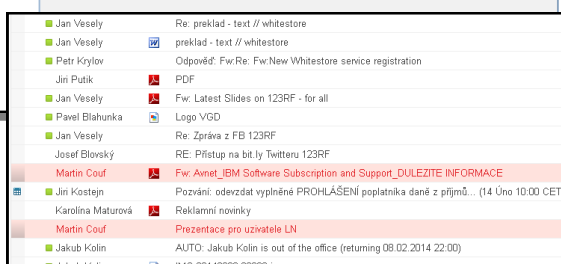 Jan Vesely Re: preklad - text // whitestore
Jan Vesely preklad - text // whitestore
Petr Krylov Odpověď: Fw:Re: Fw:New Whitestore service registration
Jiri Putik PDF
Jan Vesely Fw: Latest Slides on 123RF - for all
Pavel Blahunka Logo VGD
Jan Vesely Re: Zpráva z FB 123RF
Josef Blovský RE: Přístup na bit.ly Twitteru 123RF
Martin Couf Fw: Avnet_IBM Software Subscription and Support_DULEZITE INFORMACE
Jiri Kostejn Pozvání: odevzdat vyplněné PROHLÁŠENÍ poplatníka daně z příjmů... (14 Úno 10:00 CET
Karolína Maturová Reklamní novinky
Martin Couf Prezentace pro uzivatele LN
Jakub Kolin AUTO: Jakub Kolin is out of the office (returning 08.02.2014 22:00)